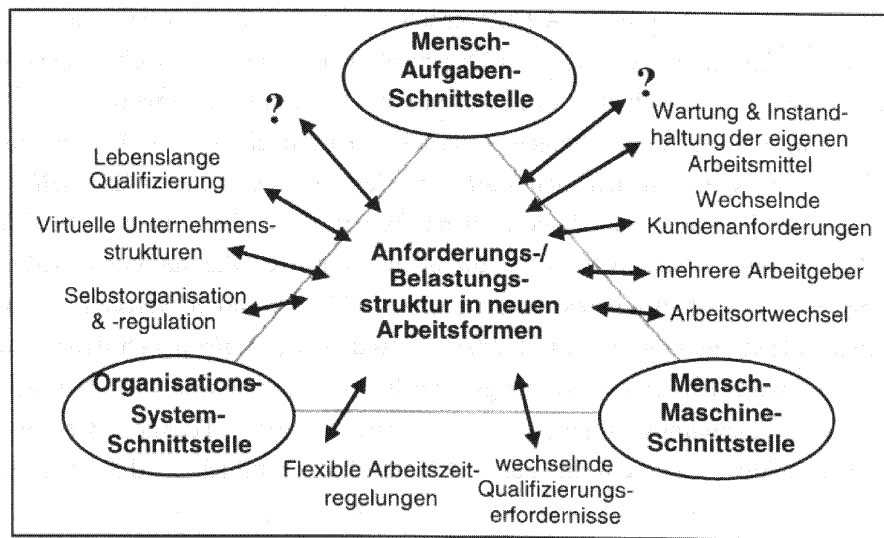 Mensch-
Aufgaben-
Schnittstelle
?
?
Wartung & Instand-
haltung der eigenen
Arbeitsmittel
Lebenslange
Qualifizierung
Wechselnde
Kundenanforderungen
Virtuelle Unternehmens-
strukturen
Anforderungs-/
Belastungs-
struktur in neuen
Arbeitsformen
mehrere Arbeitgeber
Selbstorganisation
& -regulation
Arbeitsortwechsel
Organisations-
System-
Schnittstelle
Mensch-
Maschine-
Schnittstelle
Flexible Arbeitszeit-
regelungen
wechselnde
Qualifizierungs-
erfordernisse